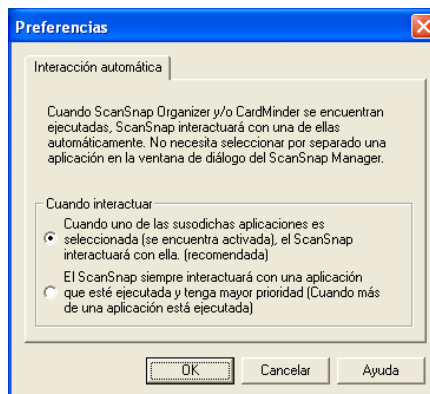 Preferencias
Interacción automática
Cuando ScanSnap Organizer y/o CardMinder se encuentran
ejecutadas, ScanSnap interactuará con una de ellas
automáticamente. No necesita seleccionar por separado una
aplicación en la ventana de diálogo del ScanSnap Manager.
Cuando interactuar
Cuando uno de las susodichas aplicaciones es
seleccionada (se encuentra activada), el ScanSnap
interactuará con ella. (recomendada)
El ScanSnap siempre interactuará con una aplicación
que esté ejecutada y tenga mayor prioridad (Cuando más
de una aplicación está ejecutada)
OK
Cancelar
Ayuda